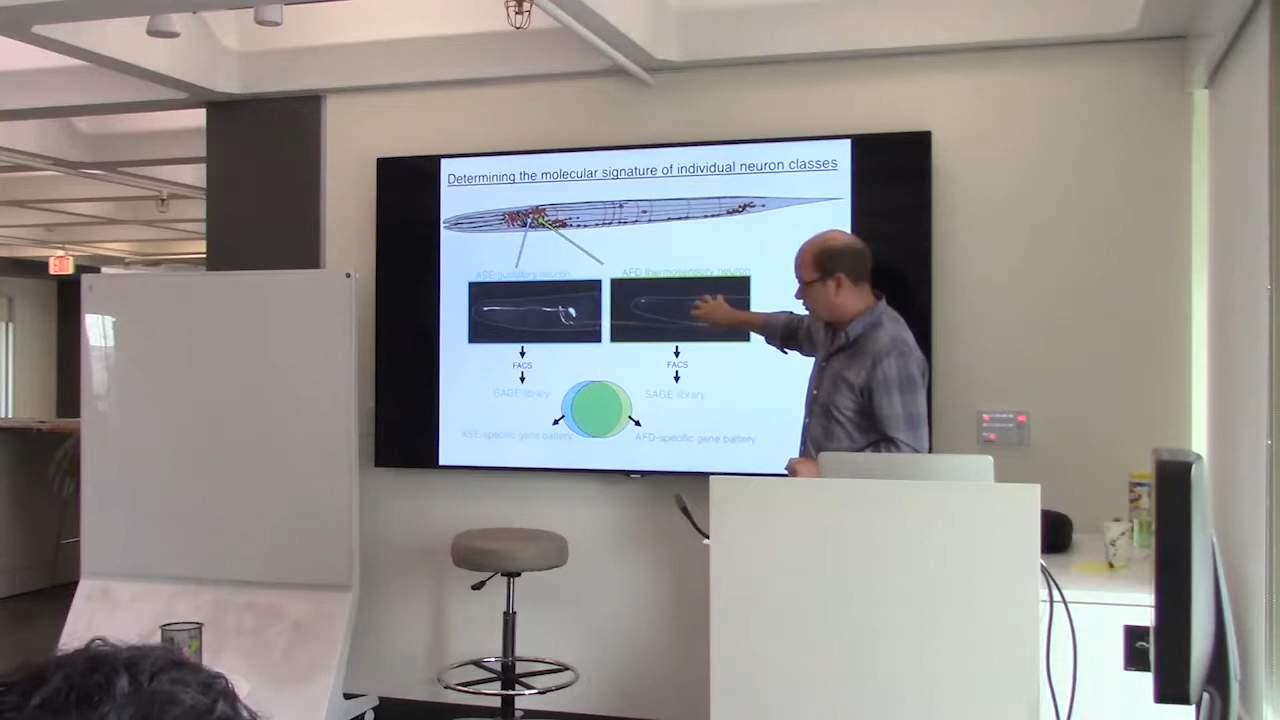 Determining the molecular signature of individual neuron classes
ASE gustatory neuron
AFD thermosensory neuron
FACS
FACS
SAGE library
SAGE library
ASE-specific gene battery
AFD-specific gene battery
EXIT